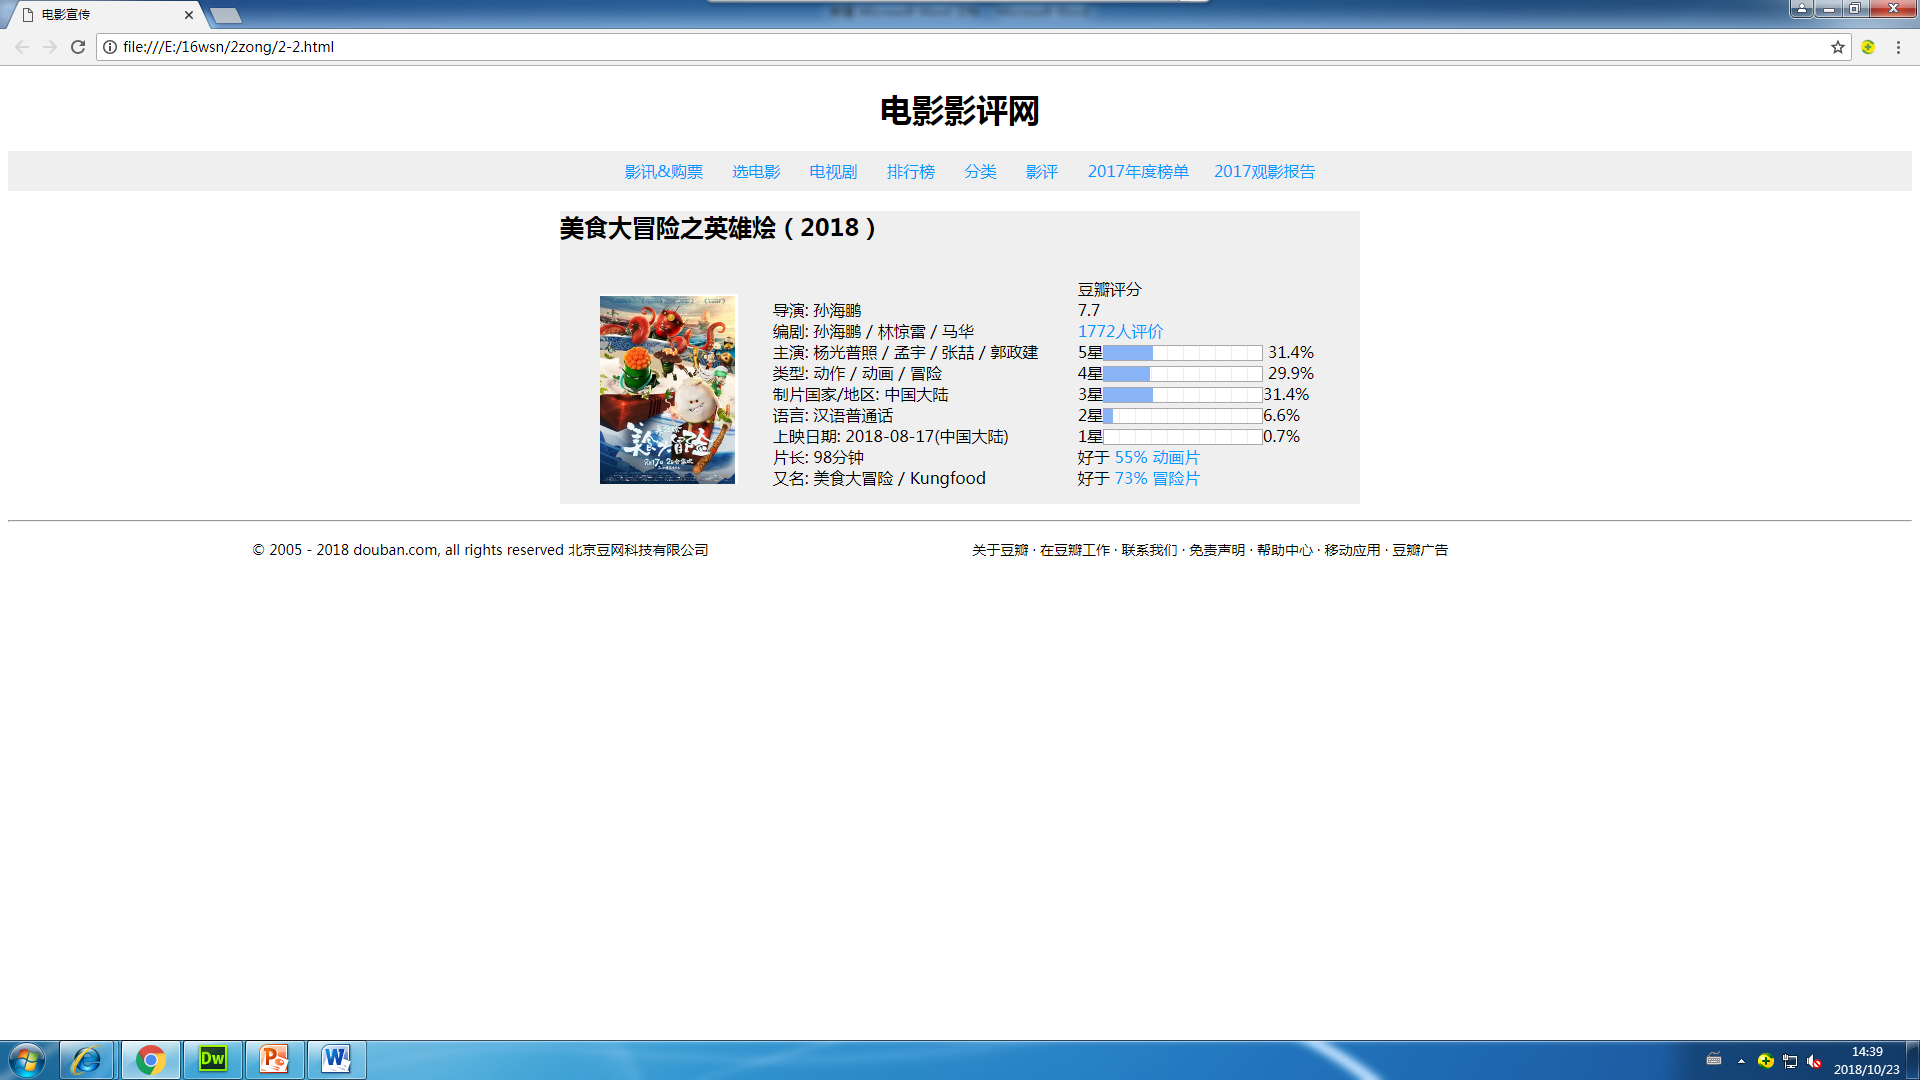 电影宣传
file:///E:/16wsn/2zong/2-2.html
电影影评网
影讯&购票 选电影 电视剧 排行榜 分类 影评 2017年度榜单 2017观影报告
美食大冒险之英雄烩（2018）
美食大冒险
导演: 孙海鹏
编剧: 孙海鹏 / 林惊雷 / 马华
主演: 杨光普照 / 孟宇 / 张喆 / 郭政建
类型: 动作 / 动画 / 冒险
制片国家/地区: 中国大陆
语言: 汉语普通话
上映日期: 2018-08-17(中国大陆)
片长: 98分钟
又名: 美食大冒险 / Kungfood
豆瓣评分
7.7
1772人评价
5星 31.4%
4星 29.9%
3星 31.4%
2星 6.6%
1星 0.7%
好于 55% 动画片
好于 73% 冒险片
© 2005 - 2018 douban.com, all rights reserved 北京豆网科技有限公司
关于豆瓣 · 在豆瓣工作 · 联系我们 · 免责声明 · 帮助中心 · 移动应用 · 豆瓣广告
Dw
14:39
2018/10/23